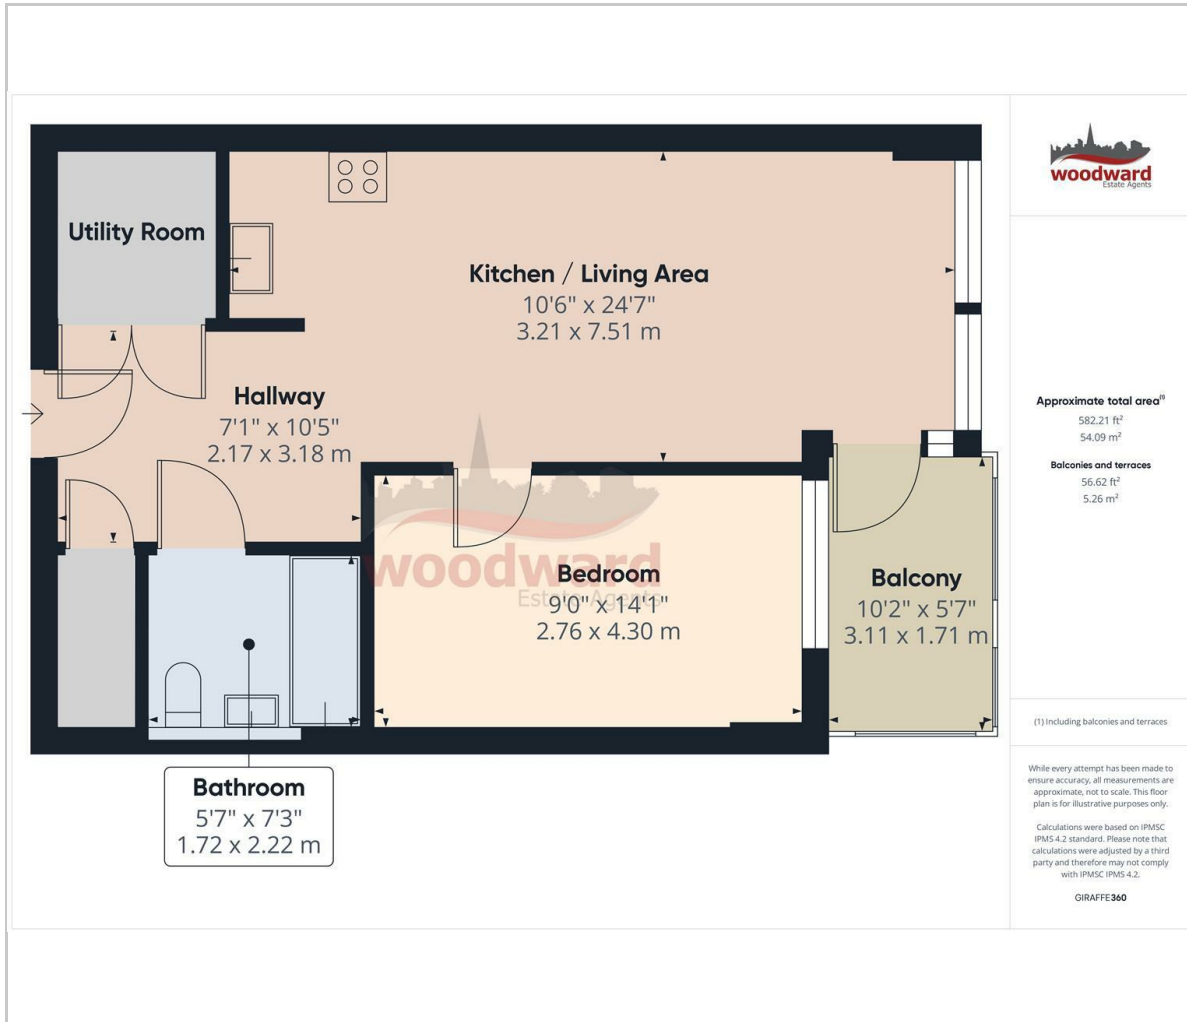 Utility Room
Kitchen / Living Area
10'6" x 24'7"
3.21 x 7.51 m
Hallway
7'1" x 10'5"
2.17 x 3.18 m
woodward
Estate Agents
Bedroom
9'0" x 14'1"
2.76 x 4.30 m
Balcony
10'2" x 5'7"
3.11 x 1.71 m
Bathroom
5'7" x 7'3"
1.72 x 2.22 m
woodward
Estate Agents
Approximate total area⁽¹⁾
582.21 ft²
54.09 m²
Balconies and terraces
56.62 ft²
5.26 m²
(1) Including balconies and terraces
While every attempt has been made to
ensure accuracy, all measurements are
approximate, not to scale. This floor
plan is for illustrative purposes only.
Calculations were based on IPMSC
IPMS 4.2 standard. Please note that
calculations were adjusted by a third
party and therefore may not comply
with IPMSC IPMS 4.2.
GIRAFFE360